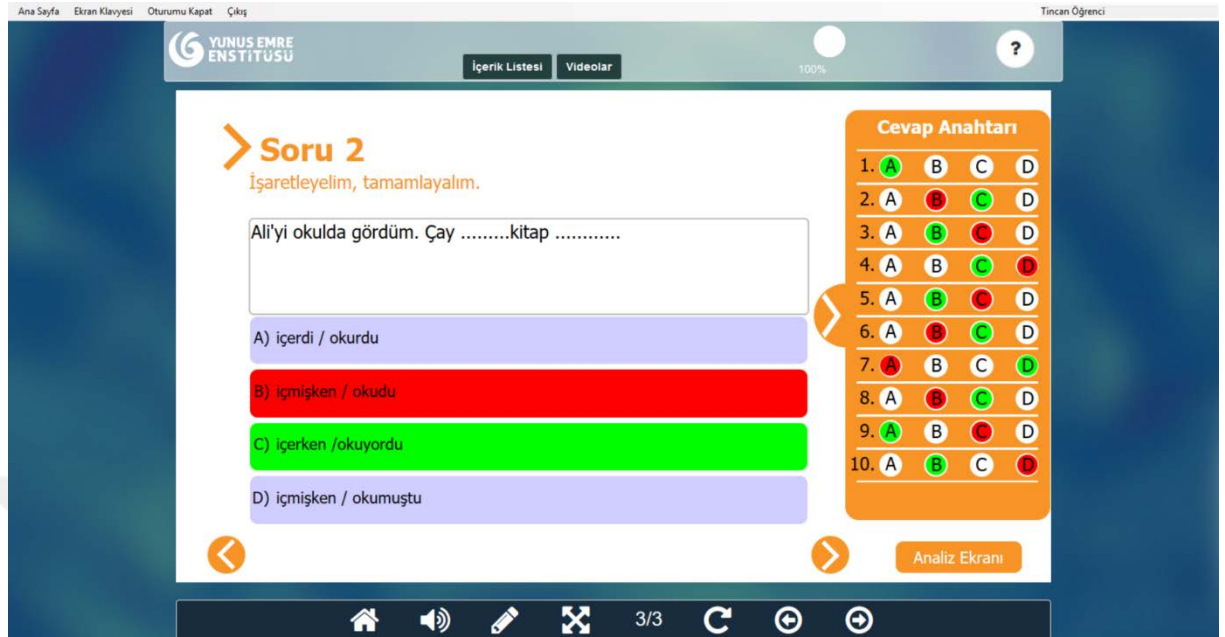 Ana Sayfa Ekran Klavyesi Oturumu Kapat Çıkış Tincan Öğrenci
YUNUS EMRE
ENSTİTÜSÜ
İçerik Listesi Videolar
100%
?
Soru 2
İşaretleyelim, tamamlayalım.
Ali'yi okulda gördüm. Çay .........kitap ............
A) içerdi / okurdu
B) içmişken / okudu
C) içerken /okuyordu
D) içmişken / okumuştu
Cevap Anahtarı
1. A B C D
2. A B C D
3. A B C D
4. A B C D
5. A B C D
6. A B C D
7. A B C D
8. A B C D
9. A B C D
10. A B C D
Analiz Ekranı
3/3